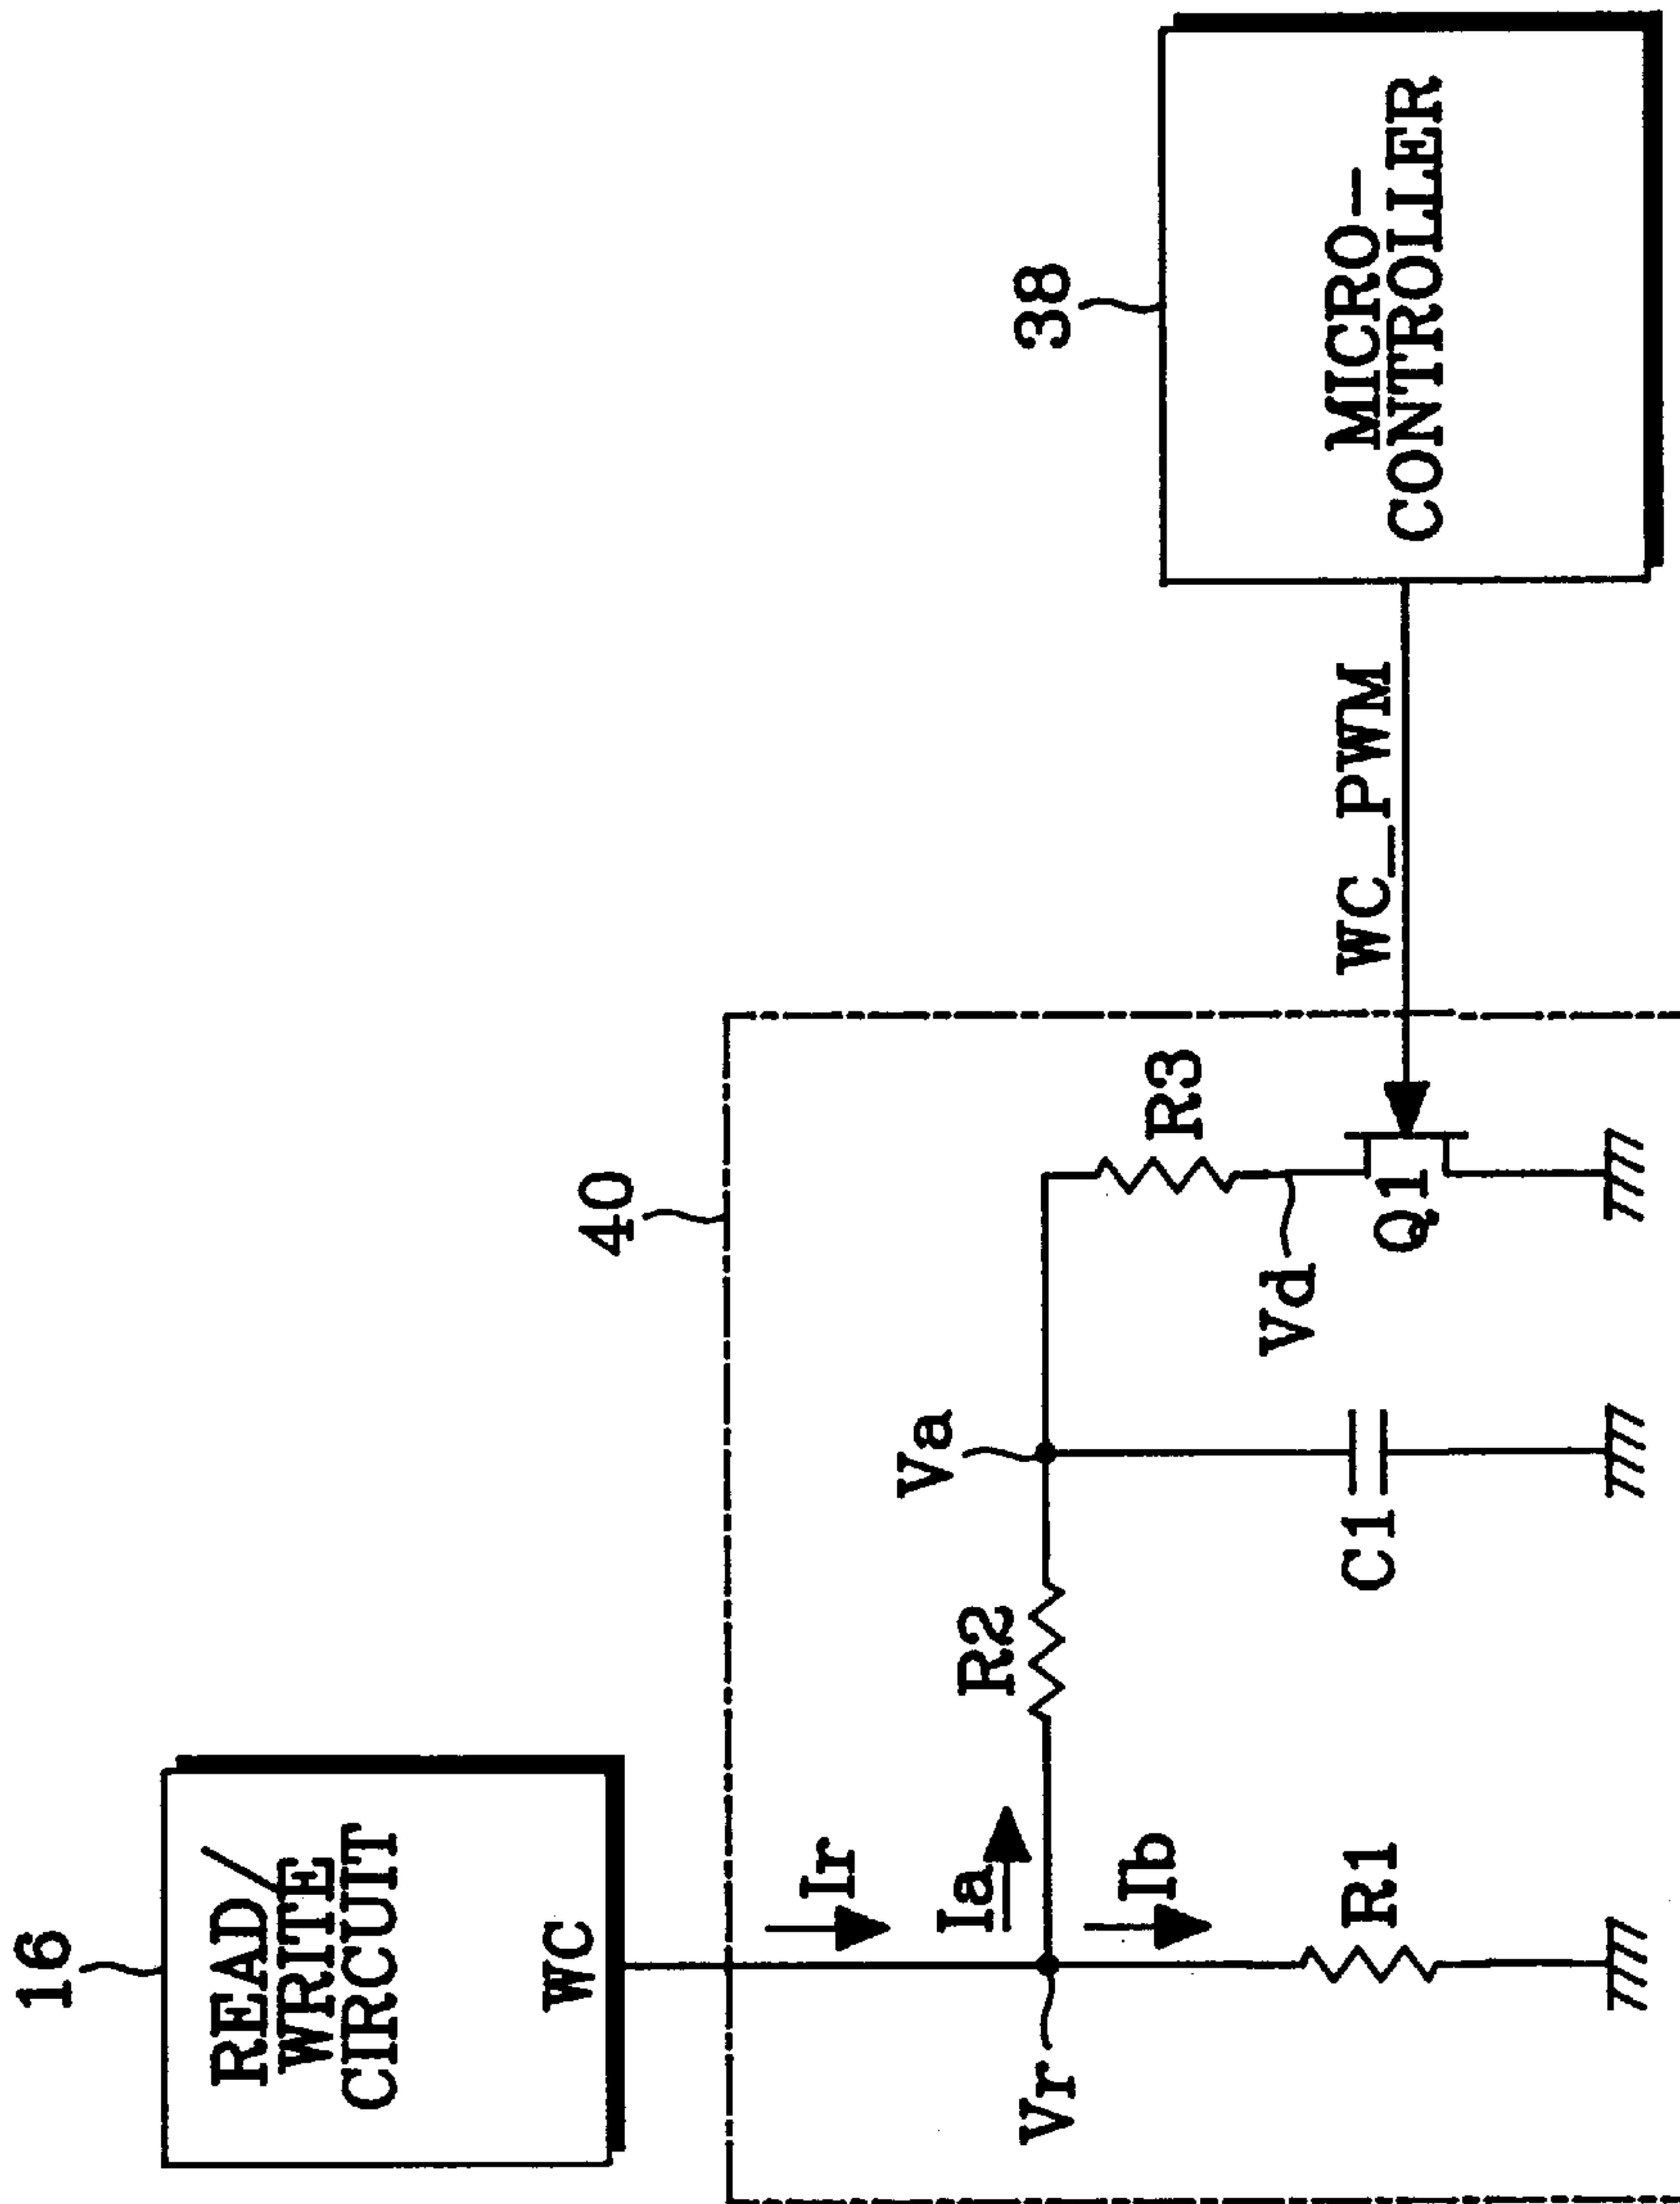 16
READ/
WRITE
CIRCUIT
WC
40
Ir
Ia
Ib
Vr
R1
R2
Va
C1
R3
Vd
Q1
WC_PWM
38
MICRO-
CONTROLLER